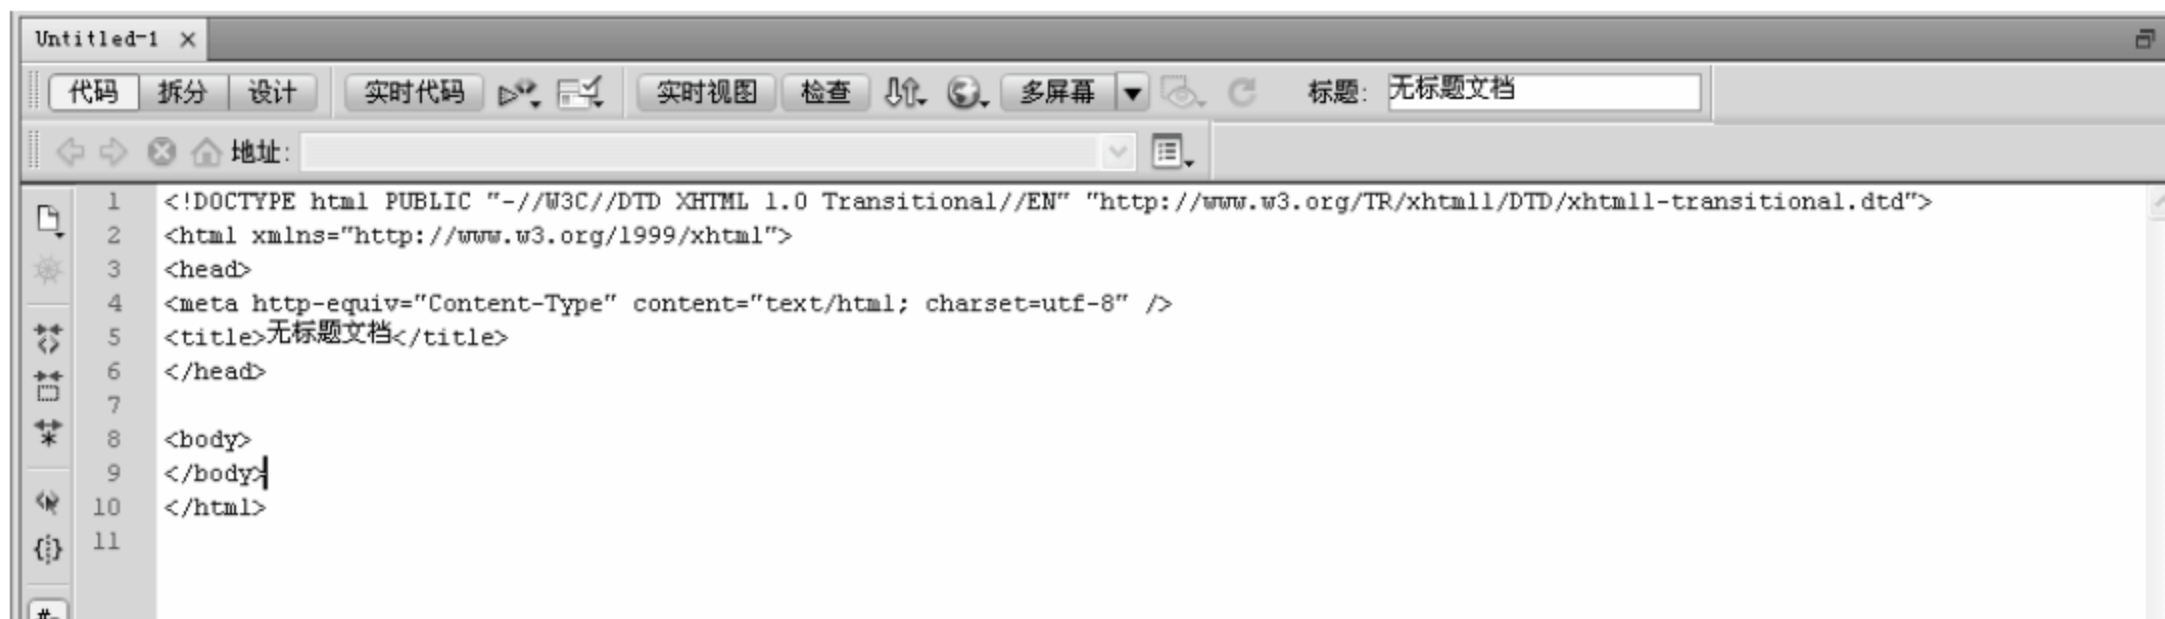 Untitled-1
代码 拆分 设计 实时代码 实时视图 检查 多屏幕 标题: 无标题文档
地址:
1 <!DOCTYPE html PUBLIC "-//W3C//DTD XHTML 1.0 Transitional//EN" "http://www.w3.org/TR/xhtml1/DTD/xhtml1-transitional.dtd">
2 <html xmlns="http://www.w3.org/1999/xhtml">
3 <head>
4 <meta http-equiv="Content-Type" content="text/html; charset=utf-8" />
5 <title>无标题文档</title>
6 </head>
7
8 <body>
9 </body>
10 </html>
11